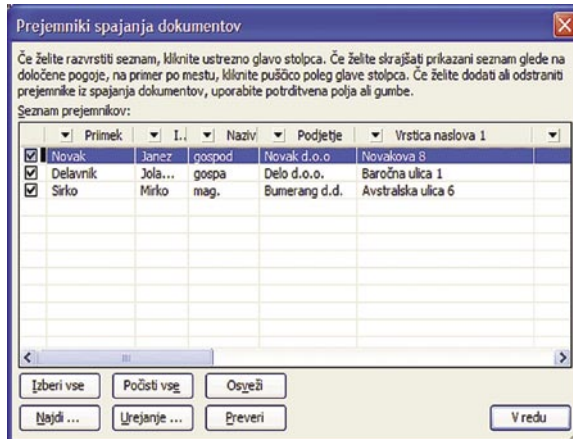 Prejemniki spajanja dokumentov
Če želite razvrstiti seznam, kliknite ustrezno glavo stolpca. Če želite skrajšati prikazani seznam glede na
določene pogoje, na primer po mestu, kliknite puščico poleg glave stolpca. Če želite dodati ali odstraniti
prejemnike iz spajanja dokumentov, uporabite potrditvena polja ali gumbe.
Seznam prejemnikov:
Priimek I.. Naziv Podjetje Vrstica naslova 1
Novak Janez gospod Novak d.o.o Novakova 8
Delavnik Jola... gospa Delo d.o.o. Baročna ulica 1
Sirko Mirko mag. Bumerang d.d. Avstralska ulica 6
Izberi vse Počisti vse Osveži
Najdi ... Urejanje ... Preveri V redu